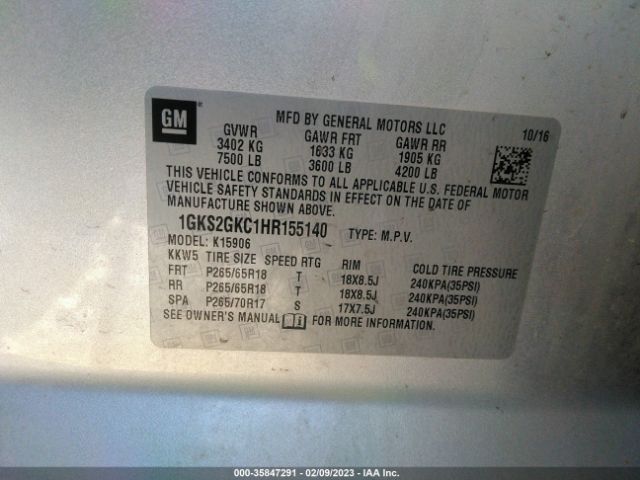 GM
MFD BY GENERAL MOTORS LLC
10/16
GVWR GAWR FRT GAWR RR
3402 KG 1633 KG 1905 KG
7500 LB 3600 LB 4200 LB
THIS VEHICLE CONFORMS TO ALL APPLICABLE U.S. FEDERAL MOTOR
VEHICLE SAFETY STANDARDS IN EFFECT ON THE DATE OF
MANUFACTURE SHOWN ABOVE.
1GKS2GKC1HR155140 TYPE: M.P.V.
MODEL: K15906
KKW5 TIRE SIZE SPEED RTG RIM COLD TIRE PRESSURE
FRT P265/65R18 T 18X8.5J 240KPA(35PSI)
RR P265/65R18 T 18X8.5J 240KPA(35PSI)
SPA P265/70R17 S 17X7.5J 240KPA(35PSI)
SEE OWNER'S MANUAL FOR MORE INFORMATION.
000-35847291 - 02/09/2023 - IAA Inc.